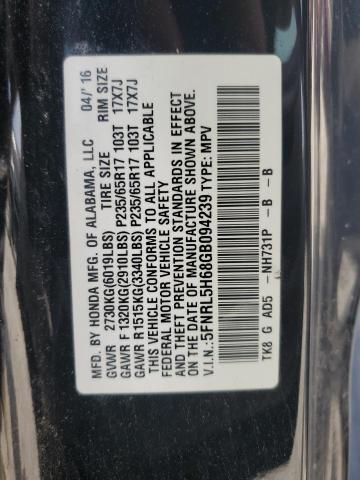 MFD. BY HONDA MFG. OF ALABAMA, LLC 04/'16
GVWR 2730KG(6019LBS) TIRE SIZE RIM SIZE
GAWR F 1320KG(2910LBS) P235/65R17 103T 17X7J
GAWR R1515KG(3340LBS) P235/65R17 103T 17X7J
THIS VEHICLE CONFORMS TO ALL APPLICABLE
FEDERAL MOTOR VEHICLE SAFETY
AND THEFT PREVENTION STANDARDS IN EFFECT
ON THE DATE OF MANUFACTURE SHOWN ABOVE.
V.I.N.: 5FNRL5H68GB094239 TYPE: MPV
TK8 G AD5 -NH731P - B - B